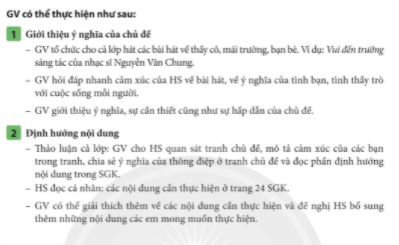 GV có thể thực hiện như sau:
1 Giới thiệu ý nghĩa của chủ đề
– GV tổ chức cho cả lớp hát các bài hát về thầy cô, mái trường, bạn bè. Ví dụ: Vui đến trường
sáng tác của nhạc sĩ Nguyễn Văn Chung.
– GV hỏi đáp nhanh cảm xúc của HS về bài hát, về ý nghĩa của tình bạn, tình thầy trò
với cuộc sống mỗi người.
– GV giới thiệu ý nghĩa, sự cần thiết cũng như sự hấp dẫn của chủ đề.
2 Định hướng nội dung
– Thảo luận cả lớp: GV cho HS quan sát tranh chủ đề, mô tả cảm xúc của các bạn
trong tranh, chia sẻ ý nghĩa của thông điệp ở tranh chủ đề và đọc phần định hướng
nội dung trong SGK.
– HS đọc cá nhân: các nội dung cần thực hiện ở trang 24 SGK.
– GV có thể giải thích thêm về các nội dung cần thực hiện và đề nghị HS bổ sung
thêm những nội dung các em mong muốn thực hiện.